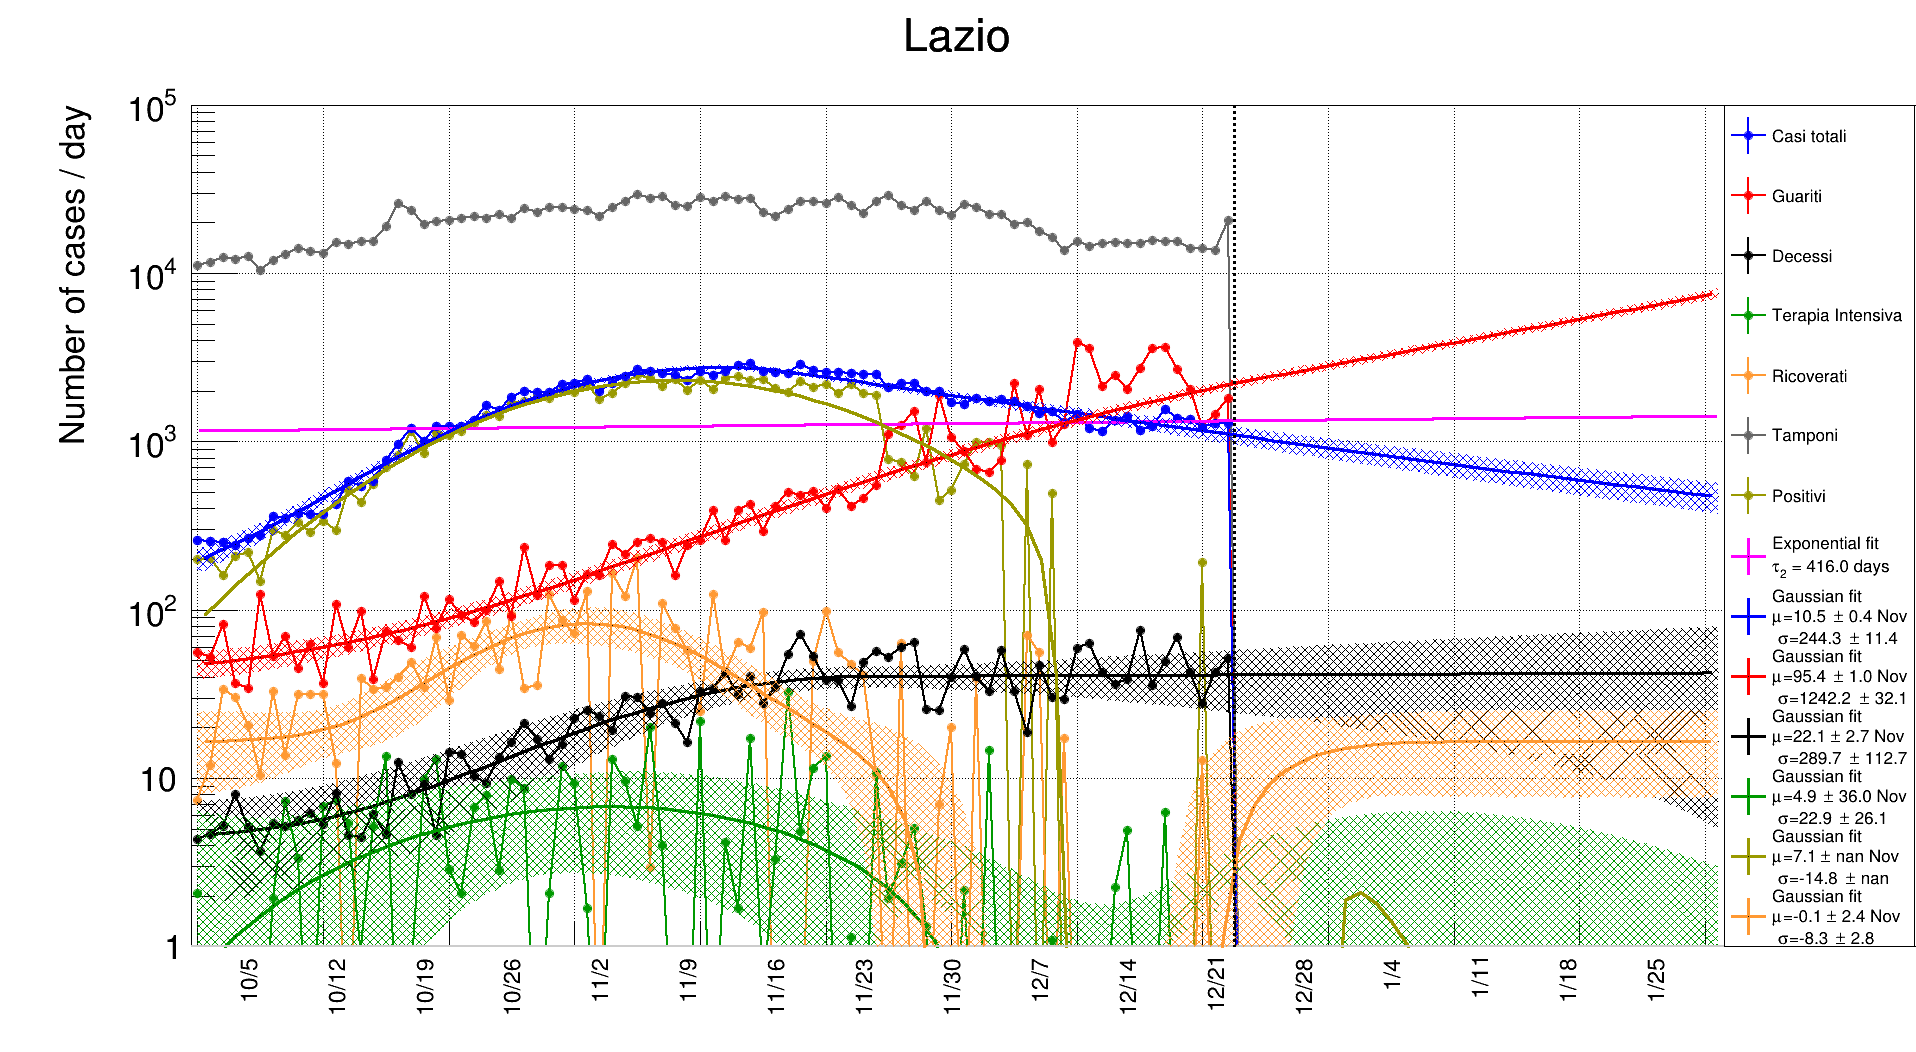 Lazio
Number of cases / day
10^5
10^4
10^3
10^2
10
1
10/5
10/12
10/19
10/26
11/2
11/9
11/16
11/23
11/30
12/7
12/14
12/21
12/28
1/4
1/11
1/18
1/25
Casi totali
Guariti
Decessi
Terapia Intensiva
Ricoverati
Tamponi
Positivi
Exponential fit
τ₂ = 416.0 days
Gaussian fit
μ=10.5 ± 0.4 Nov
σ=244.3 ± 11.4
Gaussian fit
μ=95.4 ± 1.0 Nov
σ=1242.2 ± 32.1
Gaussian fit
μ=22.1 ± 2.7 Nov
σ=289.7 ± 112.7
Gaussian fit
μ=4.9 ± 36.0 Nov
σ=22.9 ± 26.1
Gaussian fit
μ=7.1 ± nan Nov
σ=-14.8 ± nan
Gaussian fit
μ=-0.1 ± 2.4 Nov
σ=-8.3 ± 2.8